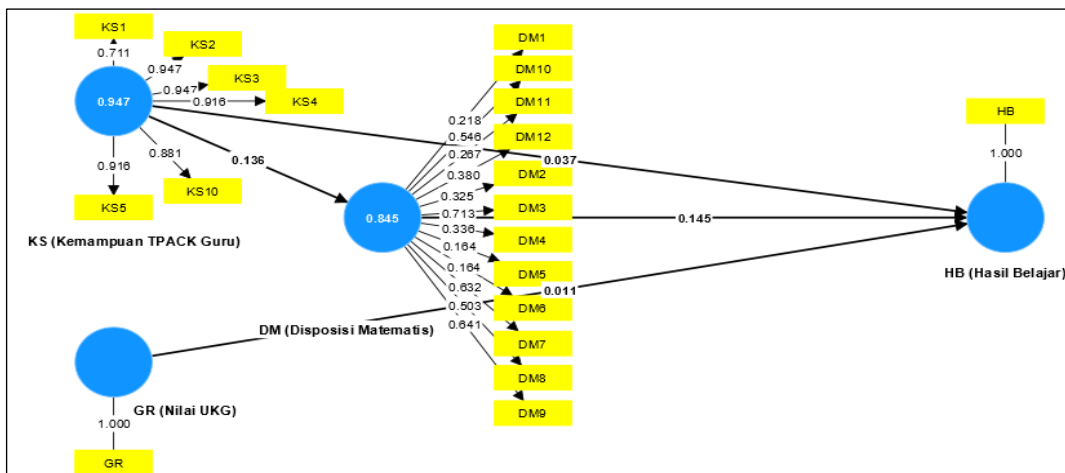 KS1
0.711
KS2
0.947
KS3
0.947
KS4
0.916
0.947
0.916
0.881
KS5
KS10
KS (Kemampuan TPACK Guru)
0.136
DM1
DM10
DM11
DM12
DM2
DM3
DM4
DM5
DM6
DM7
DM8
DM9
0.218
0.546
0.267
0.380
0.325
0.713
0.336
0.164
0.164
0.632
0.503
0.641
0.845
0.037
0.145
0.011
DM (Disposisi Matematis)
HB
1.000
HB (Hasil Belajar)
GR (Nilai UKG)
1.000
GR